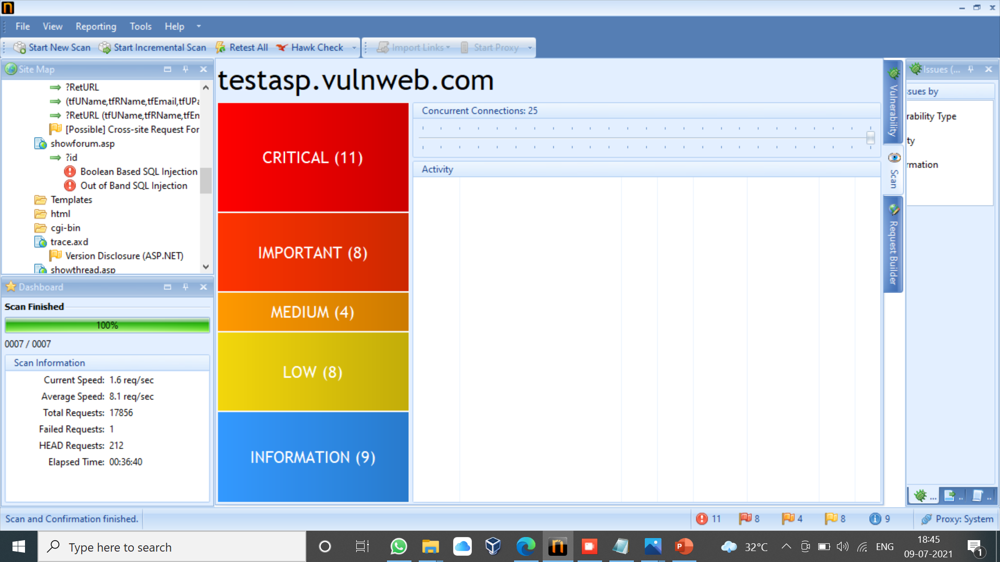 File View Reporting Tools Help
Start New Scan Start Incremental Scan Retest All Hawk Check Import Links Start Proxy
Site Map
?RetURL
(tfUName,tfRName,tfEmail,tfUPa
?RetURL (tfUName,tfRName,tfEn
[Possible] Cross-site Request For
showforum.asp
?id
Boolean Based SQL Injection
Out of Band SQL Injection
Templates
html
cgi-bin
trace.axd
Version Disclosure (ASP.NET)
showthread.asp
Dashboard
Scan Finished
100%
0007 / 0007
Scan Information
Current Speed: 1.6 req/sec
Average Speed: 8.1 req/sec
Total Requests: 17856
Failed Requests: 1
HEAD Requests: 212
Elapsed Time: 00:36:40
testasp.vulnweb.com
CRITICAL (11)
IMPORTANT (8)
MEDIUM (4)
LOW (8)
INFORMATION (9)
Concurrent Connections: 25
Activity
Vulnerability
Scan
Request Builder
Issues (...
sues by
rability Type
ty
rmation
... .. ..
Scan and Confirmation finished.
11 8 4 8 9 Proxy: System
Type here to search
32°C ENG
18:45
09-07-2021
1